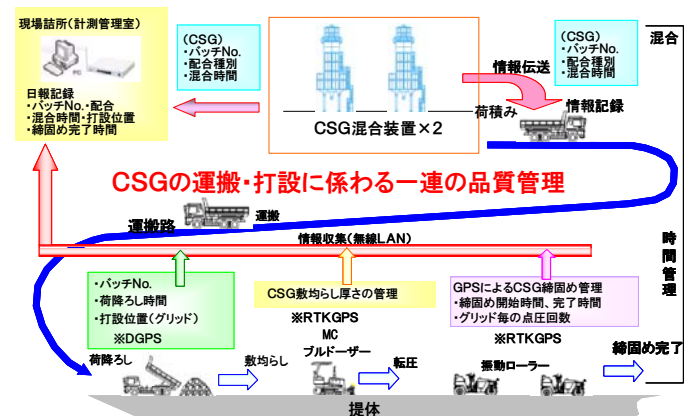 現場詰所(計測管理室)
PC
日報記録
・バッチNo.・配合
・混合時間・打設位置
・締固め完了時間
(CSG)
・バッチNo.
・配合種別
・混合時間
CSG混合装置×2
情報伝送
荷積み
情報記録
(CSG)
・バッチNo.
・配合種別
・混合時間
混合
CSGの運搬・打設に係わる一連の品質管理
運搬路
運搬
情報収集(無線LAN)
時間管理
・バッチNo.
・荷降ろし時間
・打設位置(グリッド)
※DGPS
CSG敷均らし厚さの管理
※RTKGPS
MC
ブルドーザー
GPSによるCSG締固め管理
・締固め開始時間、完了時間
・グリッド毎の点圧回数
※RTKGPS
荷降ろし
敷均らし
転圧
振動ローラー
締固め完了
提体